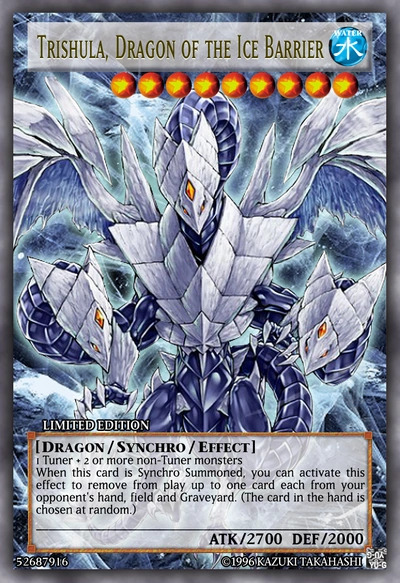 TRISHULA, DRAGON OF THE ICE BARRIER
WATER
水
LIMITED EDITION
[DRAGON / SYNCHRO / EFFECT]
1 Tuner + 2 or more non-Tuner monsters
When this card is Synchro Summoned, you can activate this
effect to remove from play up to one card each from your
opponent's hand, field and Graveyard. (The card in the hand is
chosen at random.)
ATK/2700 DEF/2000
52687916
©1996 KAZUKI TAKAHASHI